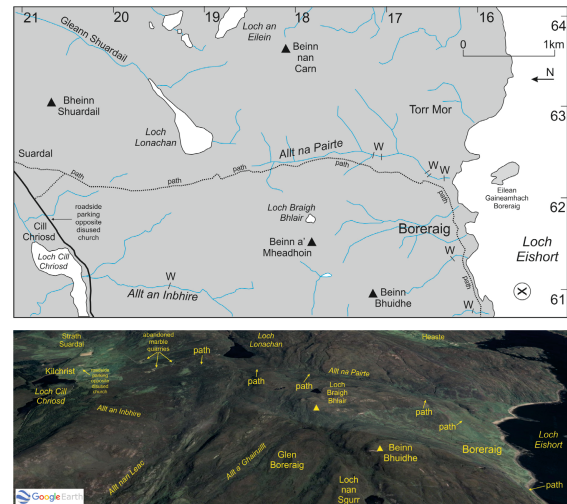 21 20 19 18 17 16
64
63
62
61
Gleann Shuardail
Loch an
Eilein
Beinn
nan
Carn
0 1km
N
Bheinn
Shuardail
Torr Mor
Loch
Lonachan
Allt na Pairte
W
W W
Suardal
path
path
path
path
path
path
path
path
Eilean
Gaineamhach
Boreraig
roadside
parking
opposite
disused
church
Cill
Chriosd
Loch Cill
Chriosd
Loch Braigh
Bhlair
Beinn a'
Mheadhoin
Boreraig
Loch
Eishort
W
W
W
Allt an Inbhire
Beinn
Bhuidhe
X
Strath
Suardal
abandoned
marble
quarries
path
Loch
Lonachan
Heaste
Kilchrist
roadside
parking
opposite
disused
church
Loch Cill
Chriosd
path
path
Allt na Pairte
Loch
Braigh
Bhlair
path
path
Allt an Inbhire
Boreraig
Loch
Eishort
Allt nan Leac
Allt a' Ghairuillt
Glen
Boreraig
Beinn
Bhuidhe
Loch
nan
Sgurr
path
Google Earth